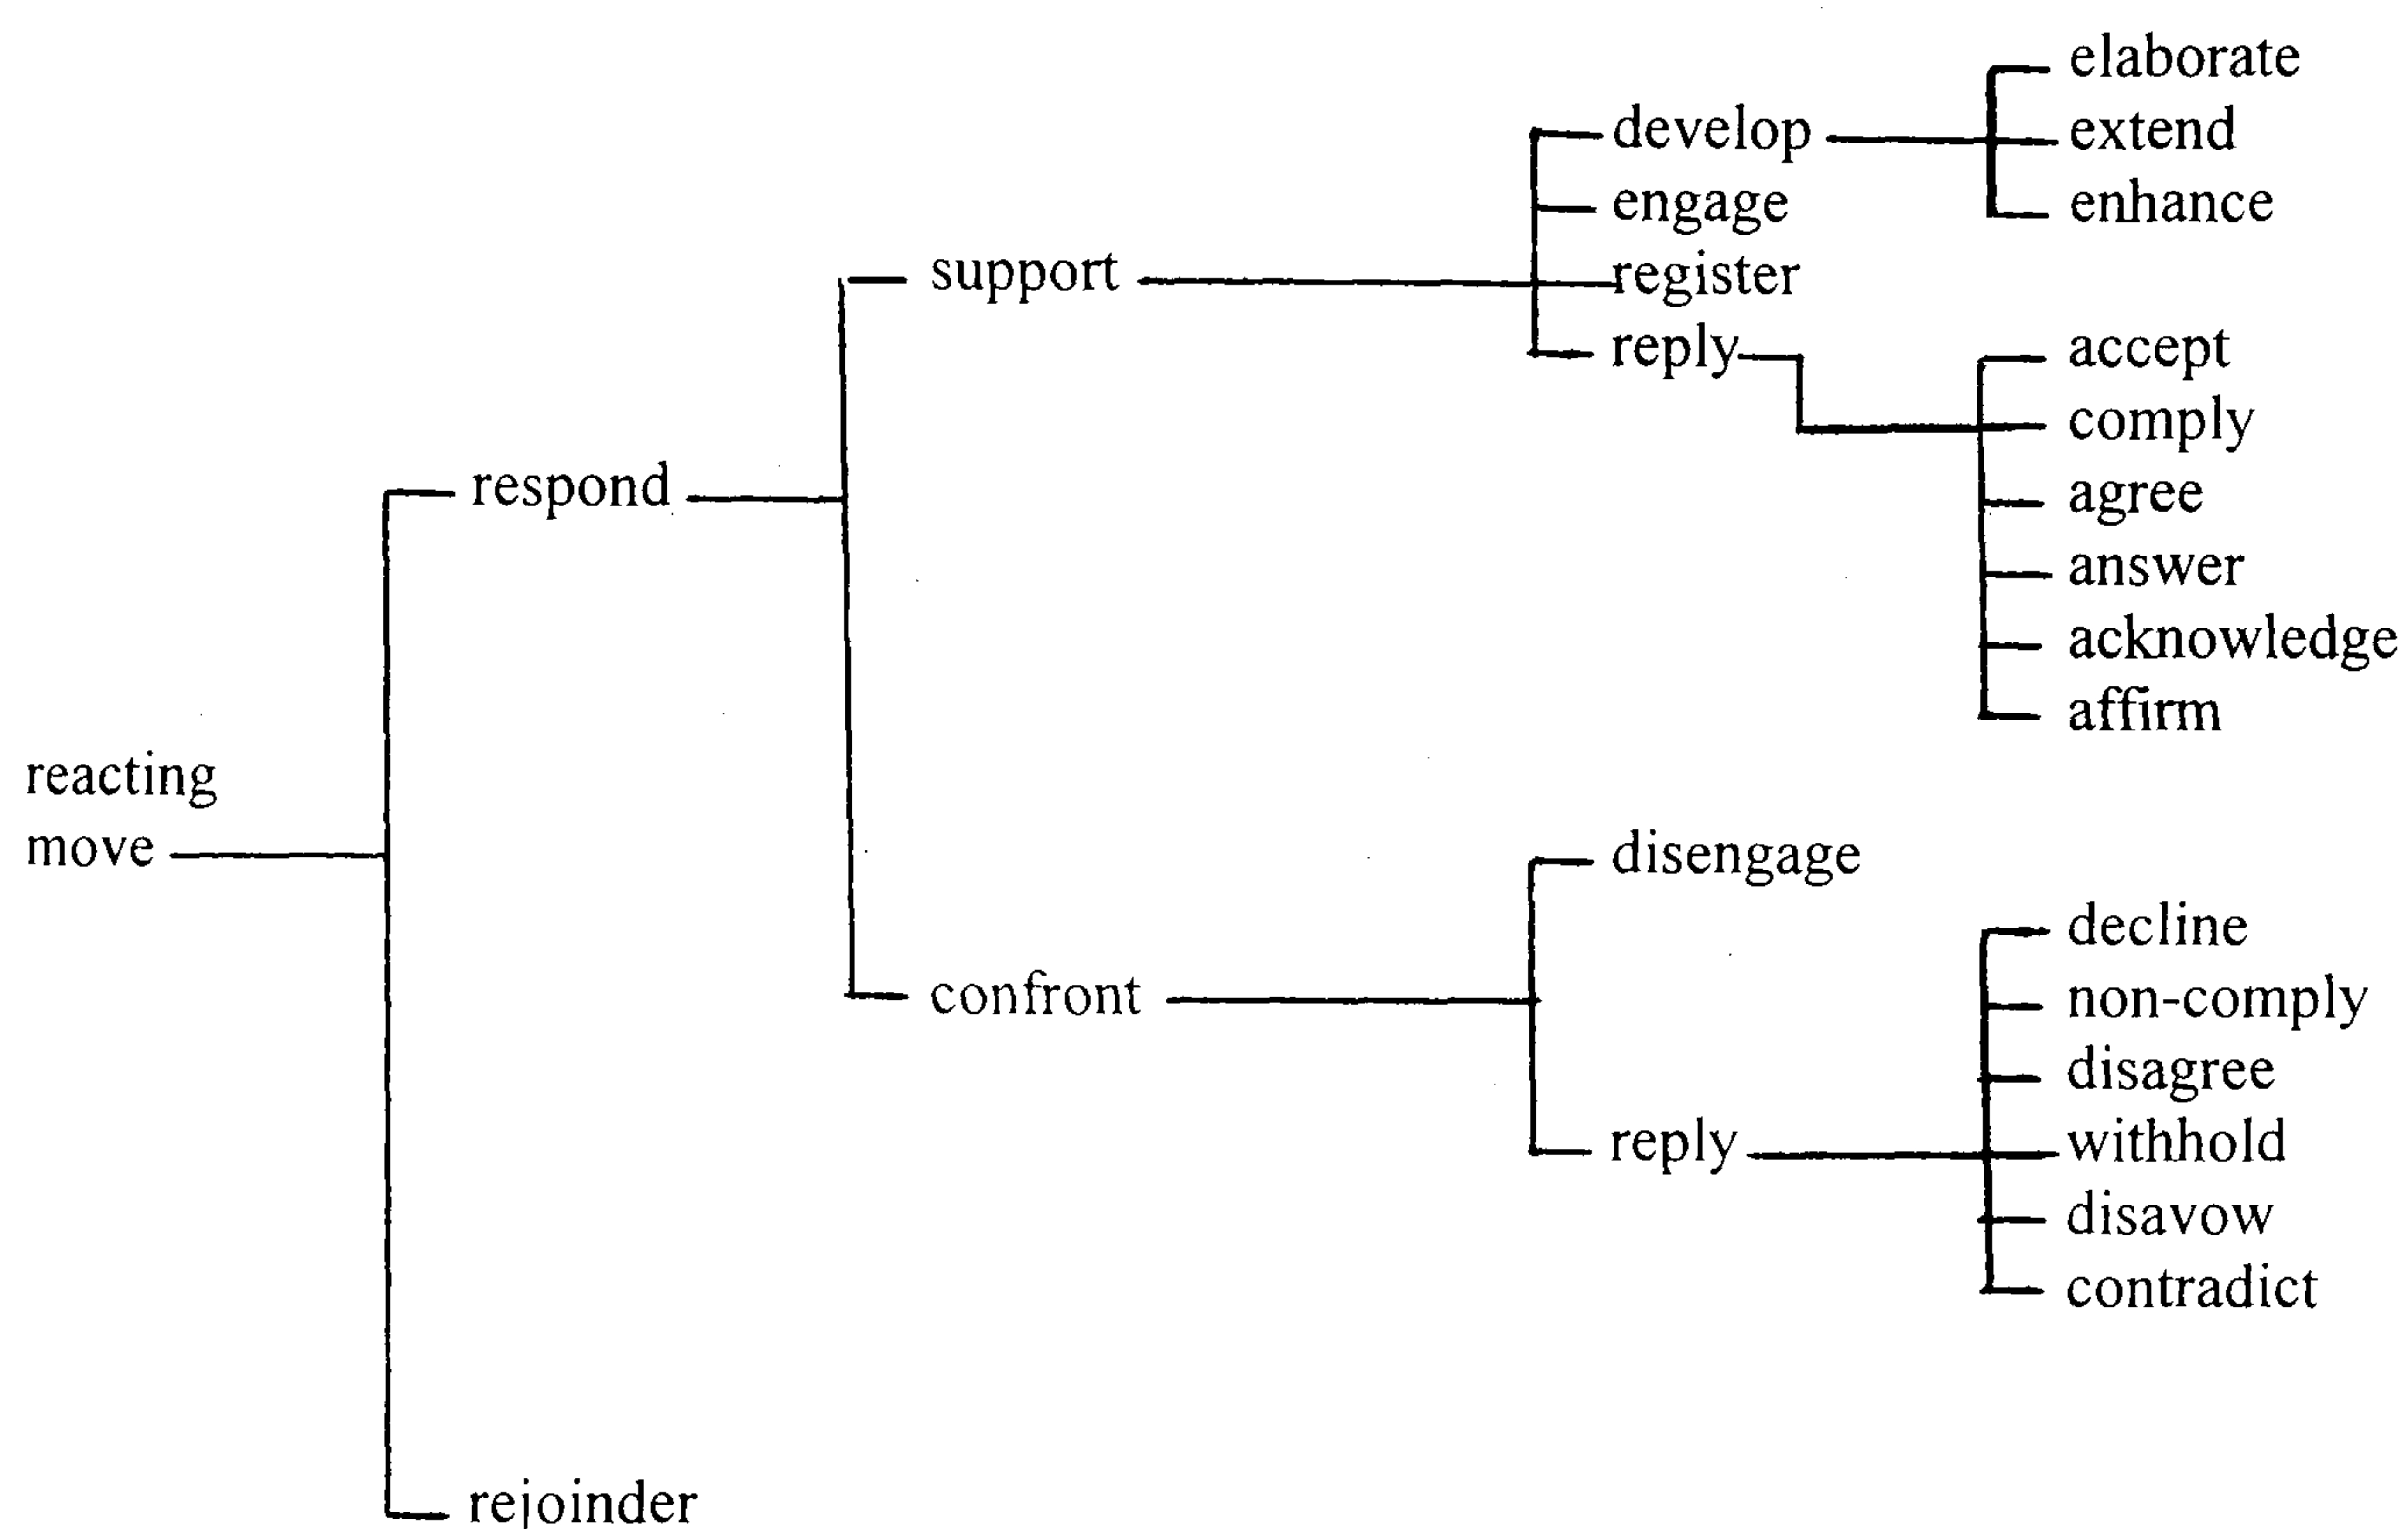 elaborate
develop extend
engage enhance
support register
reply accept
comply
respond agree
answer
acknowledge
affirm
reacting
move disengage
decline
confront non-comply
disagree
reply withhold
disavow
contradict
rejoinder